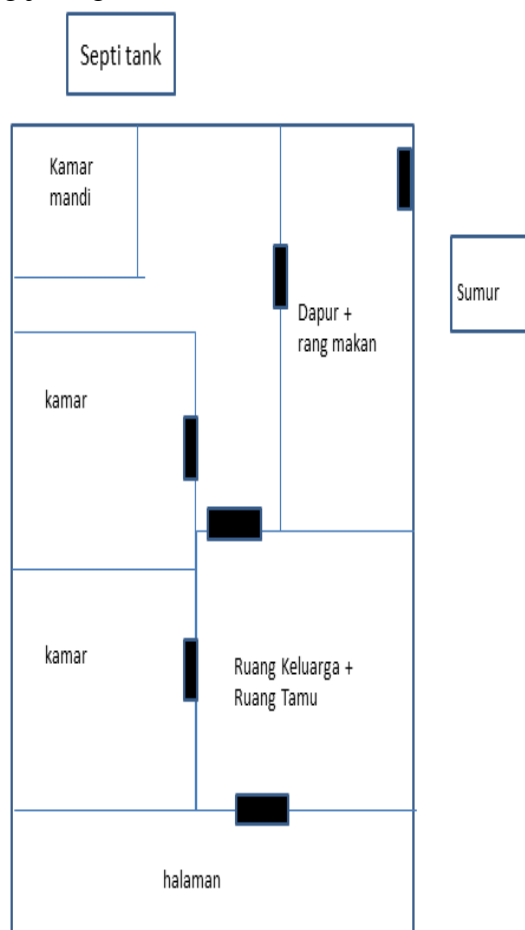 Septi tank
Kamar
mandi
Sumur
Dapur +
rang makan
kamar
kamar
Ruang Keluarga +
Ruang Tamu
halaman